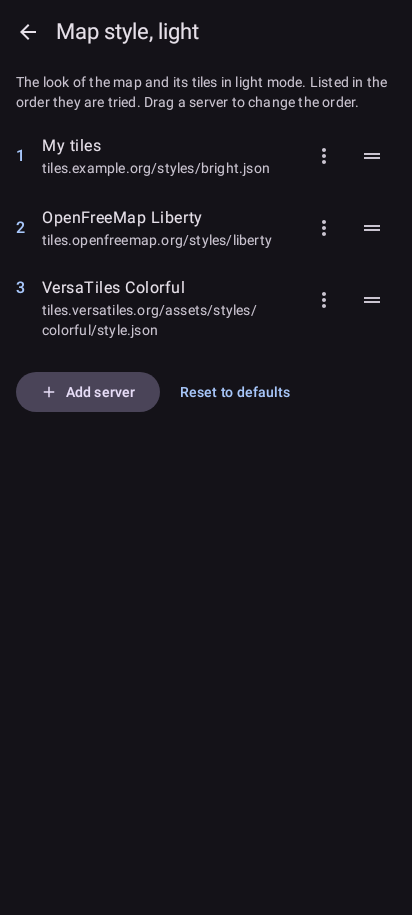 Map style, light
The look of the map and its tiles in light mode. Listed in the
order they are tried. Drag a server to change the order.
1 My tiles
tiles.example.org/styles/bright.json
2 OpenFreeMap Liberty
tiles.openfreemap.org/styles/liberty
3 VersaTiles Colorful
tiles.versatiles.org/assets/styles/
colorful/style.json
+ Add server Reset to defaults